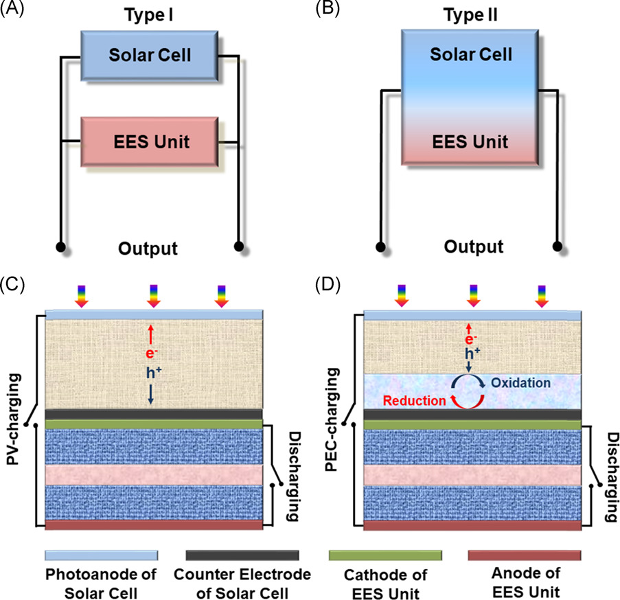 (A)
Type I
Solar Cell
EES Unit
Output
(B)
Type II
Solar Cell
EES Unit
Output
(C)
e-
h+
PV-charging
Discharging
(D)
e-
h+
Oxidation
Reduction
PEC-charging
Discharging
Photoanode of
Solar Cell
Counter Electrode
of Solar Cell
Cathode of
EES Unit
Anode of
EES Unit